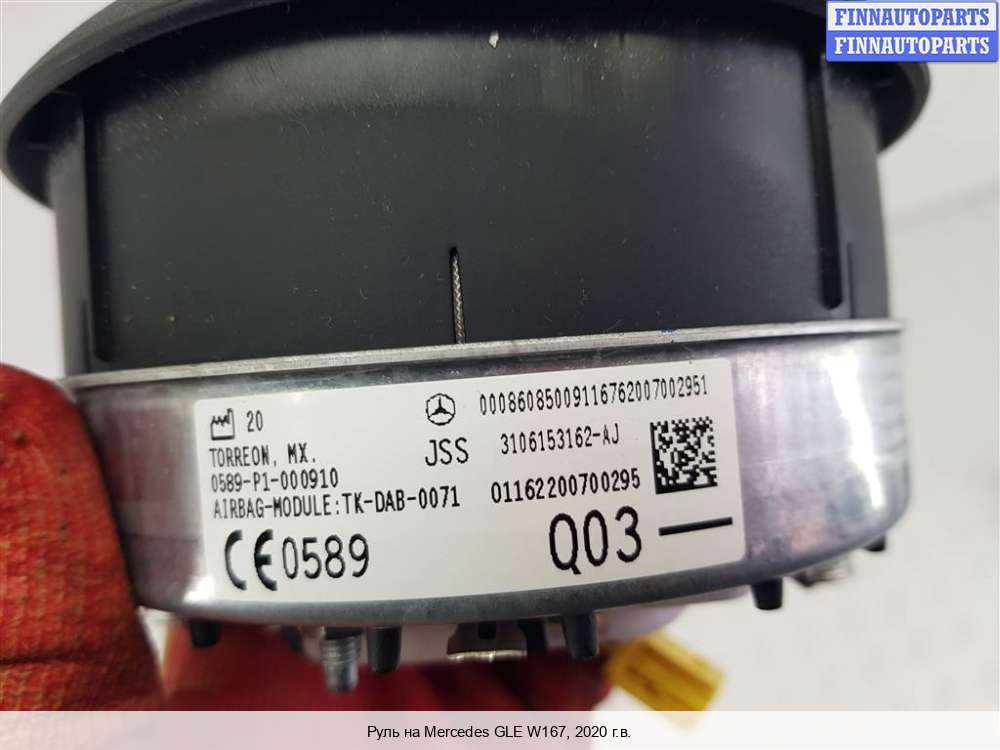 FINNAUTOPARTS
FINNAUTOPARTS
20
TORREON, MX.
0589-P1-000910
AIRBAG-MODULE:TK-DAB-0071
CE0589
JSS
00086085009116762007002951
3106153162-AJ
01162200700295
Q03—
Руль на Mercedes GLE W167, 2020 г.в.